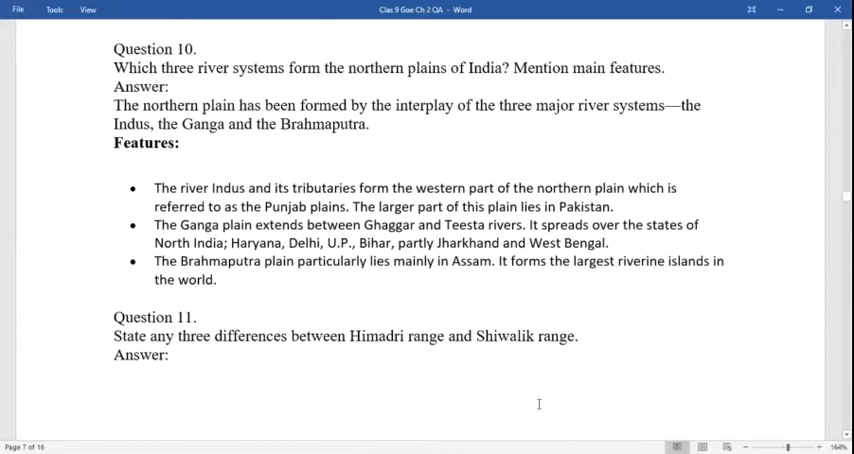 File Tools View Clas 9 Goe Ch 2 QA - Word
Question 10.
Which three river systems form the northern plains of India? Mention main features.
Answer:
The northern plain has been formed by the interplay of the three major river systems—the
Indus, the Ganga and the Brahmaputra.
Features:
• The river Indus and its tributaries form the western part of the northern plain which is
referred to as the Punjab plains. The larger part of this plain lies in Pakistan.
• The Ganga plain extends between Ghaggar and Teesta rivers. It spreads over the states of
North India; Haryana, Delhi, U.P., Bihar, partly Jharkhand and West Bengal.
• The Brahmaputra plain particularly lies mainly in Assam. It forms the largest riverine islands in
the world.
Question 11.
State any three differences between Himadri range and Shiwalik range.
Answer:
Page 7 of 16 164%